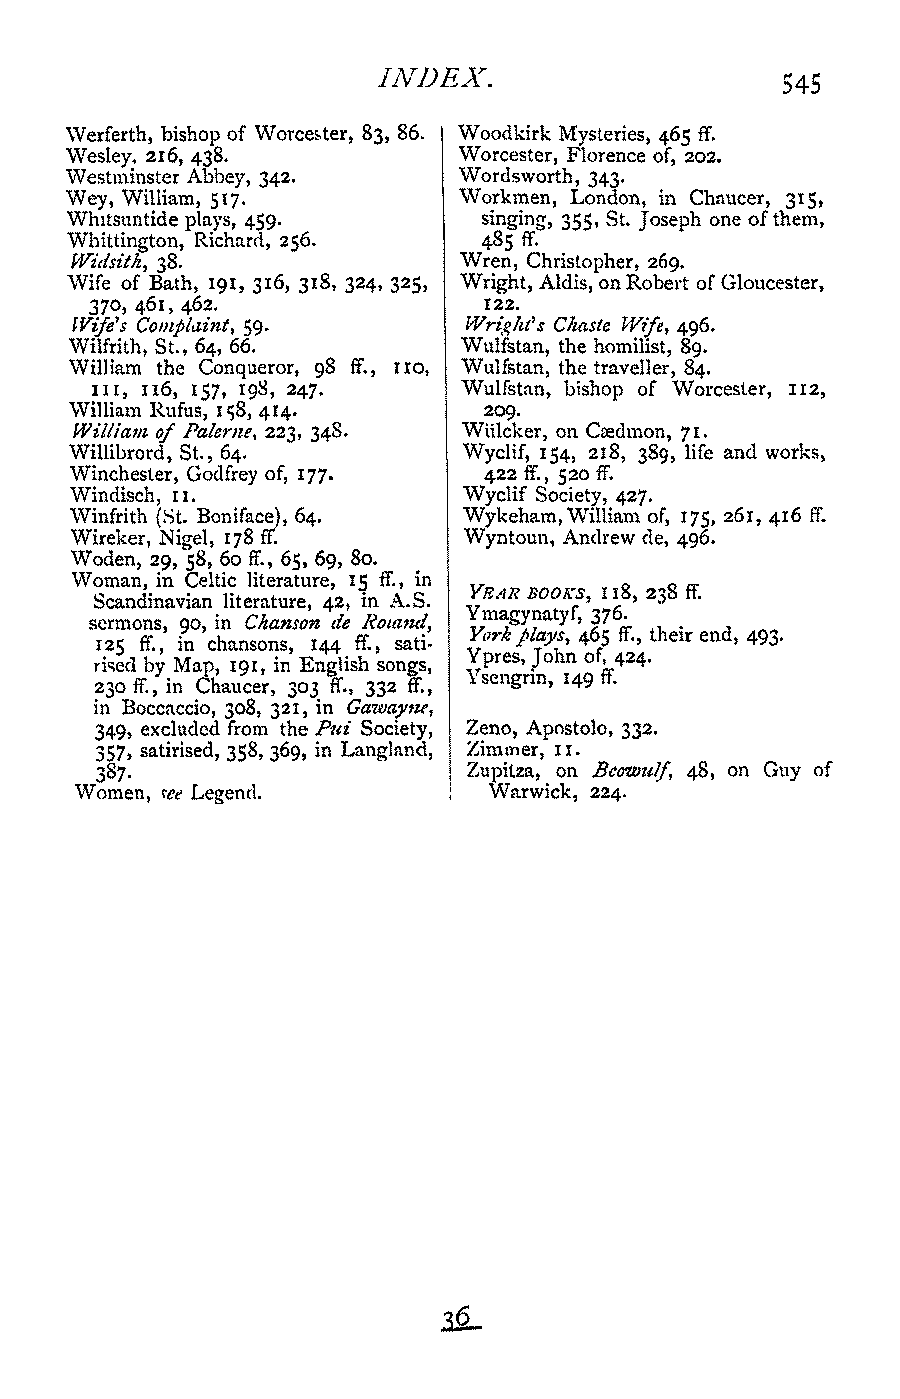 INDEX. 545
Werferth, bishop of Worcester, 83, 86.
Wesley, 216, 438.
Westminster Abbey, 342.
Wey, William, 517.
Whitsuntide plays, 459.
Whittington, Richard, 256.
Widsith, 38.
Wife of Bath, 191, 316, 318, 324, 325,
370, 461, 462.
Wife's Complaint, 59.
Wilfrith, St., 64, 66.
William the Conqueror, 98 ff., 110,
111, 116, 157, 198, 247.
William Rufus, 158, 414.
William of Palerne, 223, 348.
Willibrord, St., 64.
Winchester, Godfrey of, 177.
Windisch, 11.
Winfrith (St. Boniface), 64.
Wireker, Nigel, 178 ff.
Woden, 29, 58, 60 ff., 65, 69, 80.
Woman, in Celtic literature, 15 ff., in
Scandinavian literature, 42, in A.S.
sermons, 90, in Chanson de Roland,
125 ff., in chansons, 144 ff., sati-
rised by Map, 191, in English songs,
230 ff., in Chaucer, 303 ff., 332 ff.,
in Boccaccio, 308, 321, in Gawayne,
349, excluded from the Pui Society,
357, satirised, 358, 369, in Langland,
387.
Women, see Legend.
Woodkirk Mysteries, 465 ff.
Worcester, Florence of, 202.
Wordsworth, 343.
Workmen, London, in Chaucer, 315,
singing, 355, St. Joseph one of them,
485 ff.
Wren, Christopher, 269.
Wright, Aldis, on Robert of Gloucester,
122.
Wright's Chaste Wife, 496.
Wulfstan, the homilist, 89.
Wulfstan, the traveller, 84.
Wulfstan, bishop of Worcester, 112,
209.
Wülcker, on Cædmon, 71.
Wyclif, 154, 218, 389, life and works,
422 ff., 520 ff.
Wyclif Society, 427.
Wykeham, William of, 175, 261, 416 ff.
Wyntoun, Andrew de, 496.
YEAR BOOKS, 118, 238 ff.
Ymagynatyf, 376.
York plays, 465 ff., their end, 493.
Ypres, John of, 424.
Ysengrin, 149 ff.
Zeno, Apostolo, 332.
Zimmer, 11.
Zupitza, on Beowulf, 48, on Guy of
Warwick, 224.
36